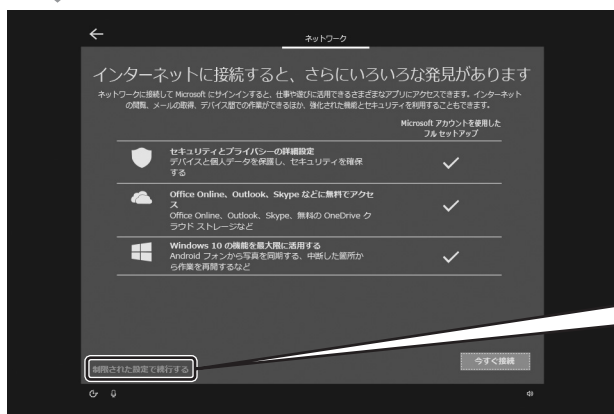 ネットワーク
インターネットに接続すると、さらにいろいろな発見があります
ネットワークに接続して Microsoft にサインインすると、仕事や遊びに活用できるさまざまなアプリにアクセスできます。インターネット
の閲覧、メールの取得、デバイス間での作業ができるほか、強化された機能とセキュリティを利用することもできます。
Microsoft アカウントを使用した
フル セットアップ
セキュリティとプライバシーの詳細設定
デバイスと個人データを保護し、セキュリティを確保
する
Office Online、Outlook、Skype などに無料でアクセ
ス
Office Online、Outlook、Skype、無料の OneDrive ク
ラウド ストレージなど
Windows 10 の機能を最大限に活用する
Android フォンから写真を同期する、中断した箇所か
ら作業を再開するなど
制限された設定で続行する
今すぐ接続